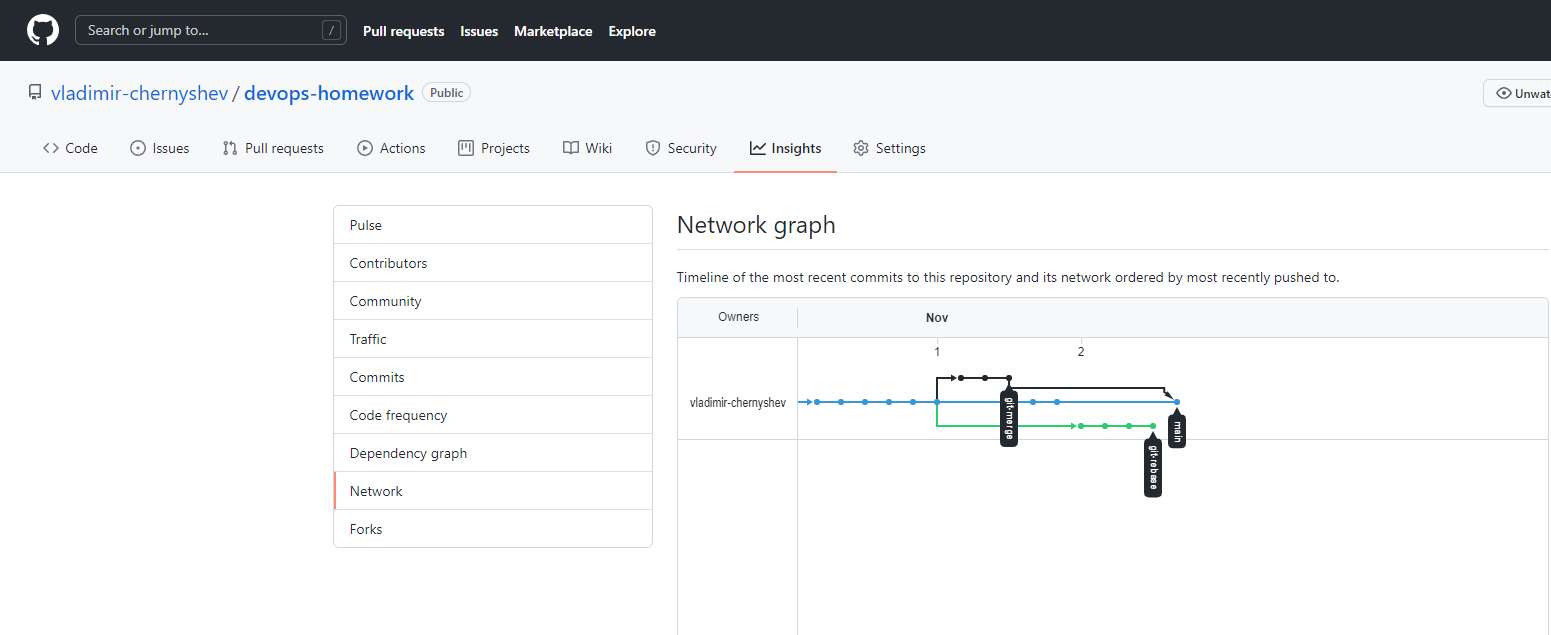 Search or jump to... / Pull requests Issues Marketplace Explore
vladimir-chernyshev / devops-homework Public Unwat
Code Issues Pull requests Actions Projects Wiki Security Insights Settings
Pulse
Contributors
Community
Traffic
Commits
Code frequency
Dependency graph
Network
Forks
Network graph
Timeline of the most recent commits to this repository and its network ordered by most recently pushed to.
Owners Nov
1 2
vladimir-chernyshev
git-merge
main
git-rebase